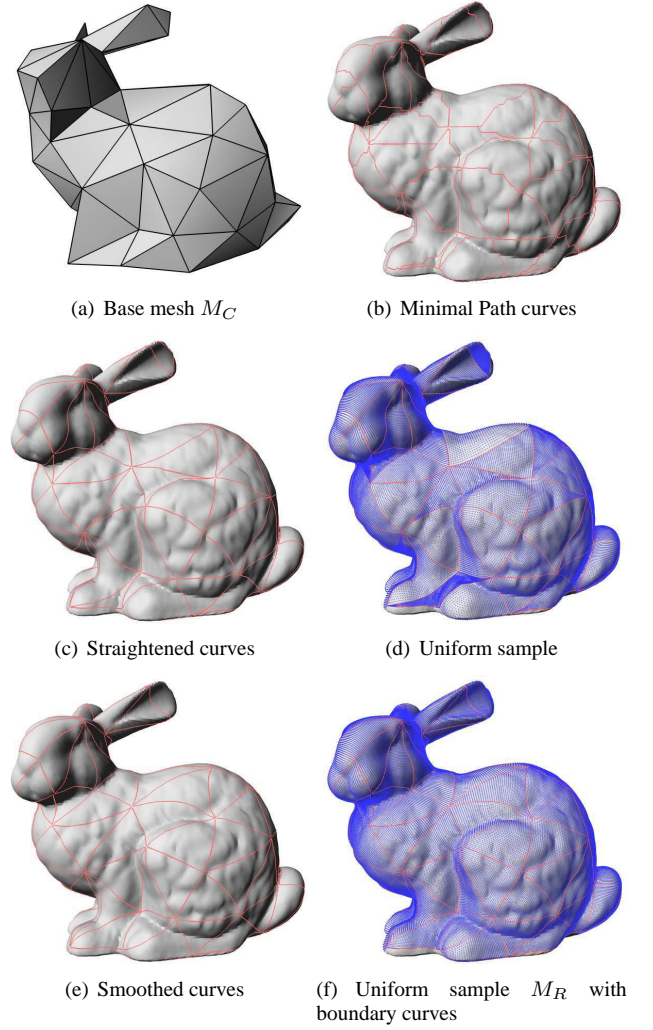 (a) Base mesh M_C
(b) Minimal Path curves
(c) Straightened curves
(d) Uniform sample
(e) Smoothed curves
(f) Uniform sample M_R with
boundary curves